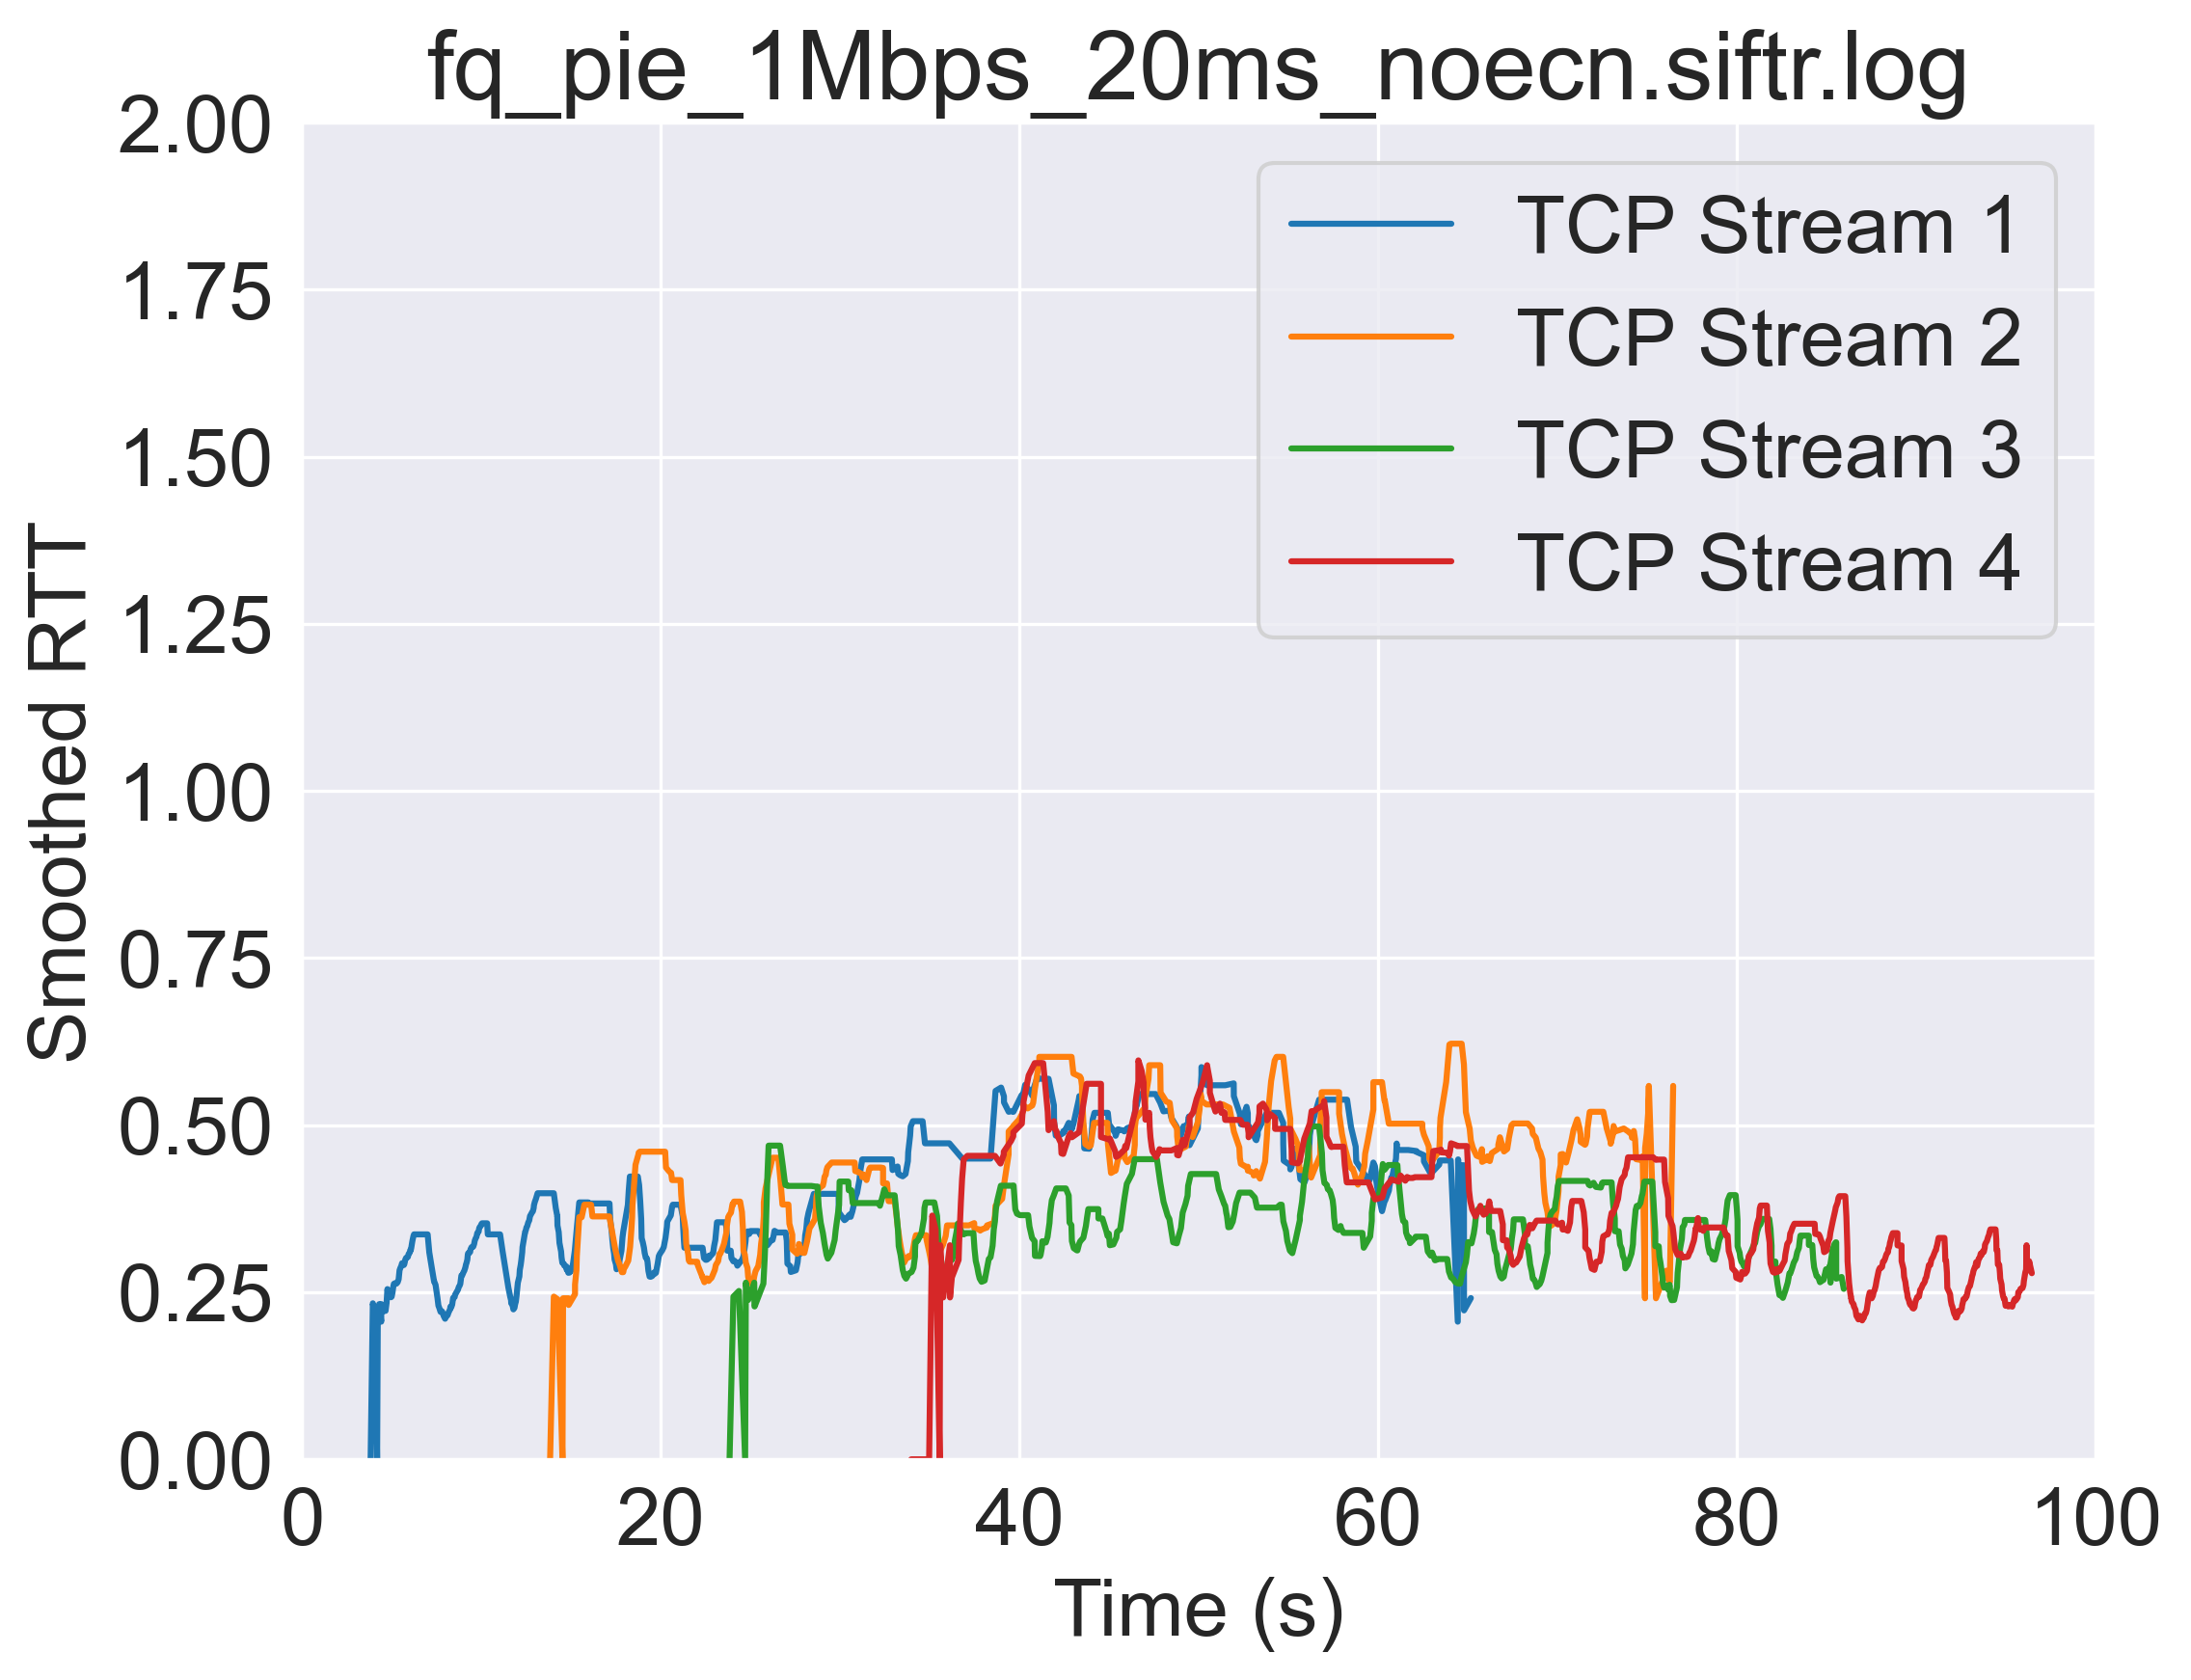 fq_pie_1Mbps_20ms_noecn.siftr.log
2.00
1.75
1.50
1.25
1.00
0.75
0.50
0.25
0.00
Smoothed RTT
TCP Stream 1
TCP Stream 2
TCP Stream 3
TCP Stream 4
0 20 40 60 80 100
Time (s)